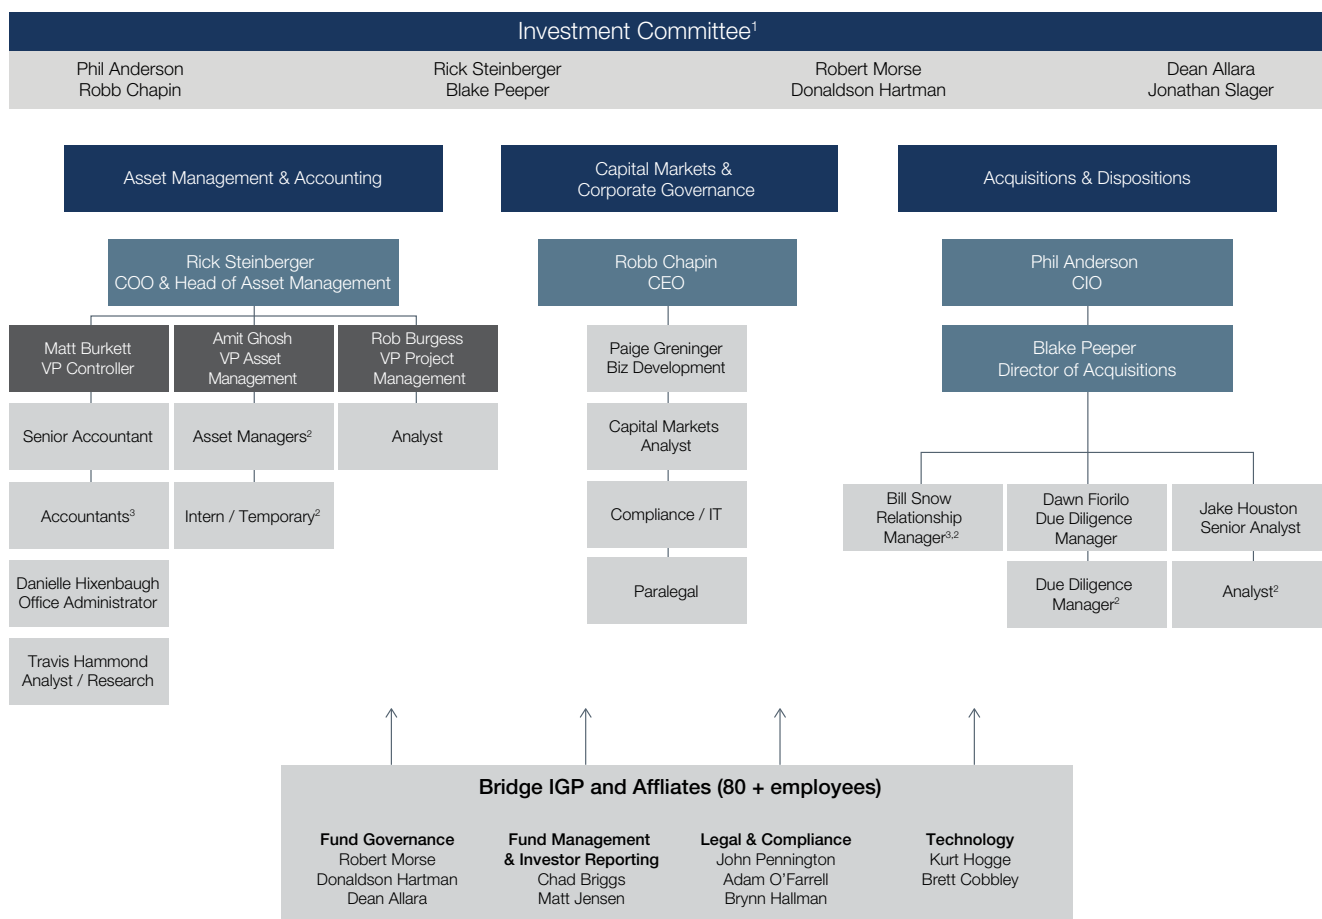 Investment Committee¹
Phil Anderson
Robb Chapin
Rick Steinberger
Blake Peeper
Robert Morse
Donaldson Hartman
Dean Allara
Jonathan Slager
Asset Management & Accounting
Capital Markets &
Corporate Governance
Acquisitions & Dispositions
Rick Steinberger
COO & Head of Asset Management
Robb Chapin
CEO
Phil Anderson
CIO
Matt Burkett
VP Controller
Amit Ghosh
VP Asset
Management
Rob Burgess
VP Project
Management
Paige Greninger
Biz Development
Blake Peeper
Director of Acquisitions
Senior Accountant
Asset Managers²
Analyst
Capital Markets
Analyst
Accountants³
Intern / Temporary²
Compliance / IT
Bill Snow
Relationship
Manager³,²
Dawn Fiorilo
Due Diligence
Manager
Jake Houston
Senior Analyst
Danielle Hixenbaugh
Office Administrator
Paralegal
Due Diligence
Manager²
Analyst²
Travis Hammond
Analyst / Research
Bridge IGP and Affliates (80 + employees)
Fund Governance
Robert Morse
Donaldson Hartman
Dean Allara
Fund Management
& Investor Reporting
Chad Briggs
Matt Jensen
Legal & Compliance
John Pennington
Adam O’Farrell
Brynn Hallman
Technology
Kurt Hogge
Brett Cobbley